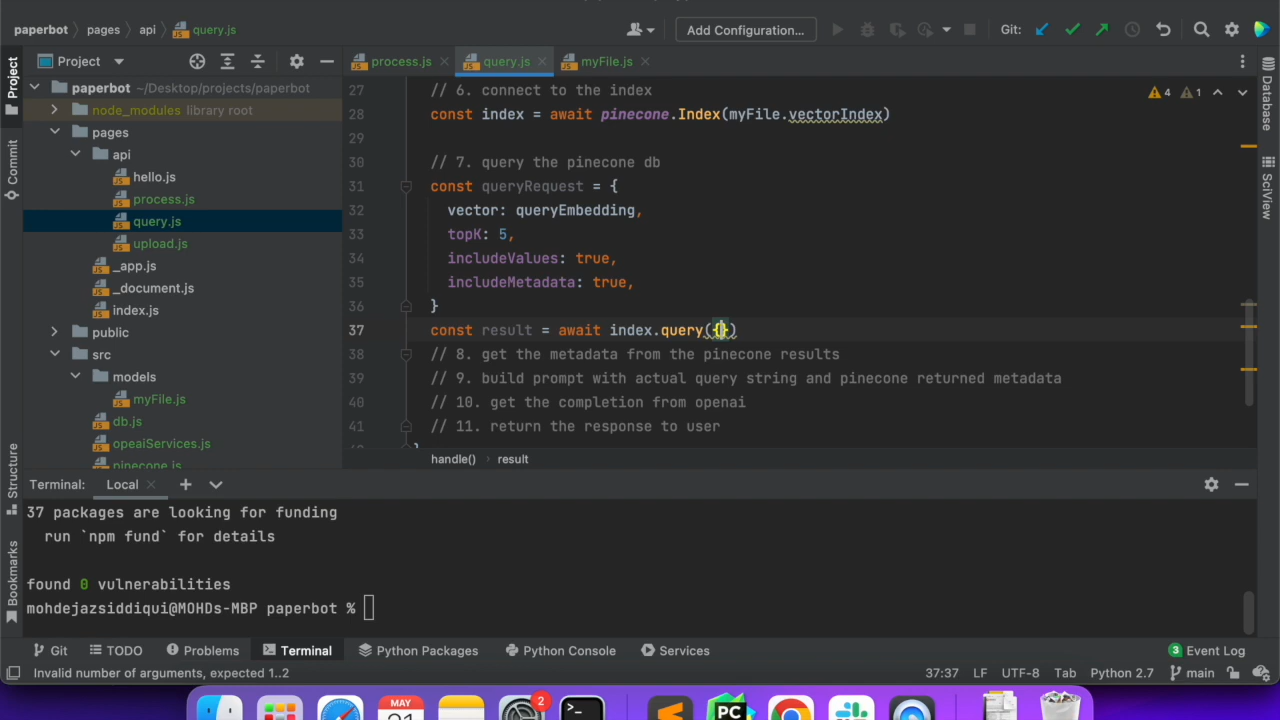 paperbot
pages
api
query.js
Add Configuration...
Git:
Project
Project
process.js
query.js
myFile.js
paperbot ~/Desktop/projects/paperbot
node_modules library root
pages
api
hello.js
process.js
query.js
upload.js
_app.js
_document.js
index.js
public
src
models
myFile.js
db.js
opeaiServices.js
pinecone.js
27 // 6. connect to the index
28 const index = await pinecone.Index(myFile.vectorIndex)
29
30 // 7. query the pinecone db
31 const queryRequest = {
32 vector: queryEmbedding,
33 topK: 5,
34 includeValues: true,
35 includeMetadata: true,
36 }
37 const result = await index.query({})
38 // 8. get the metadata from the pinecone results
39 // 9. build prompt with actual query string and pinecone returned metadata
40 // 10. get the completion from openai
41 // 11. return the response to user
4
1
handle()
result
Commit
Structure
Bookmarks
Database
SciView
Terminal:
Local
37 packages are looking for funding
run `npm fund` for details
found 0 vulnerabilities
mohdejazsiddiqui@MOHDs-MBP paperbot %
Git
TODO
Problems
Terminal
Python Packages
Python Console
Services
3 Event Log
Invalid number of arguments, expected 1..2
37:37
LF
UTF-8
Tab
Python 2.7
main
MAY
2
PC